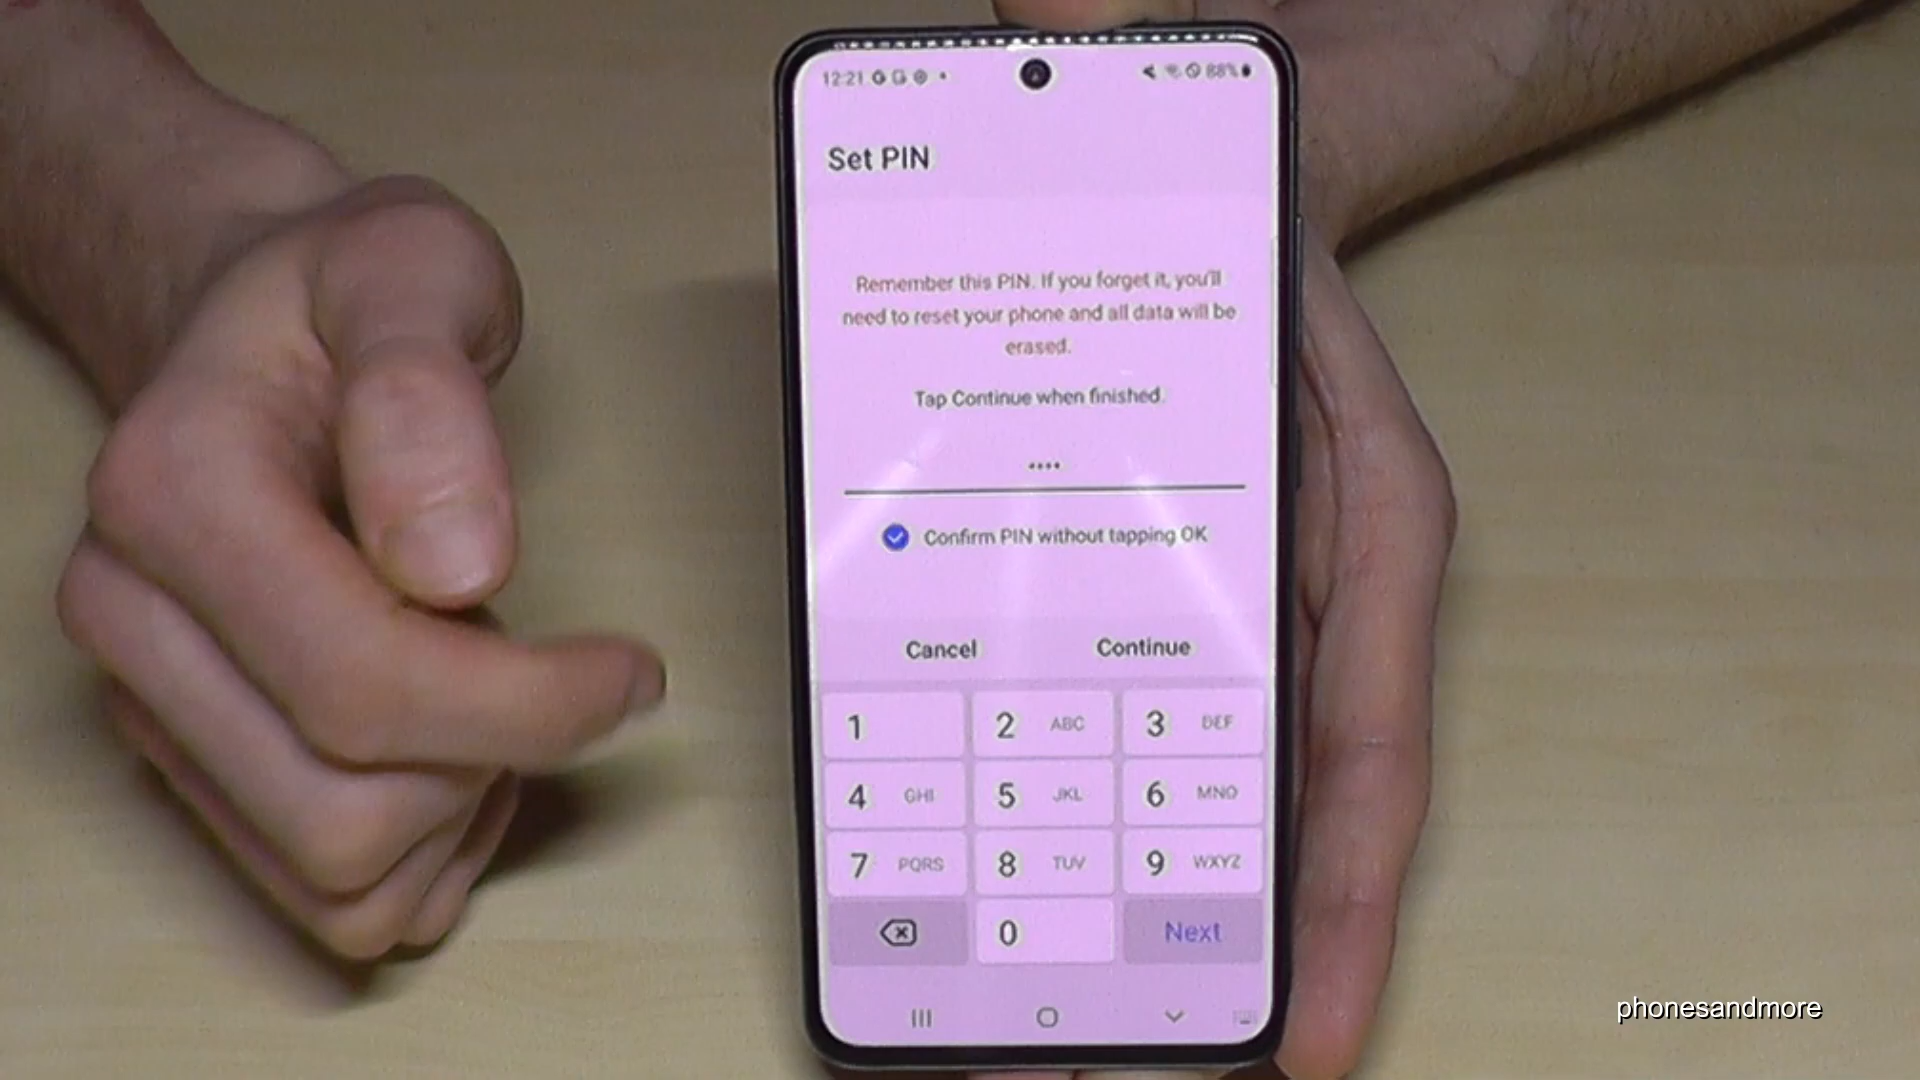 12:21
88%
Set PIN
Remember this PIN. If you forget it, you'll
need to reset your phone and all data will be
erased.
Tap Continue when finished.
••••
Confirm PIN without tapping OK
Cancel Continue
1 2 ABC 3 DEF
4 GHI 5 JKL 6 MNO
7 PQRS 8 TUV 9 WXYZ
0 Next
phonesandmore